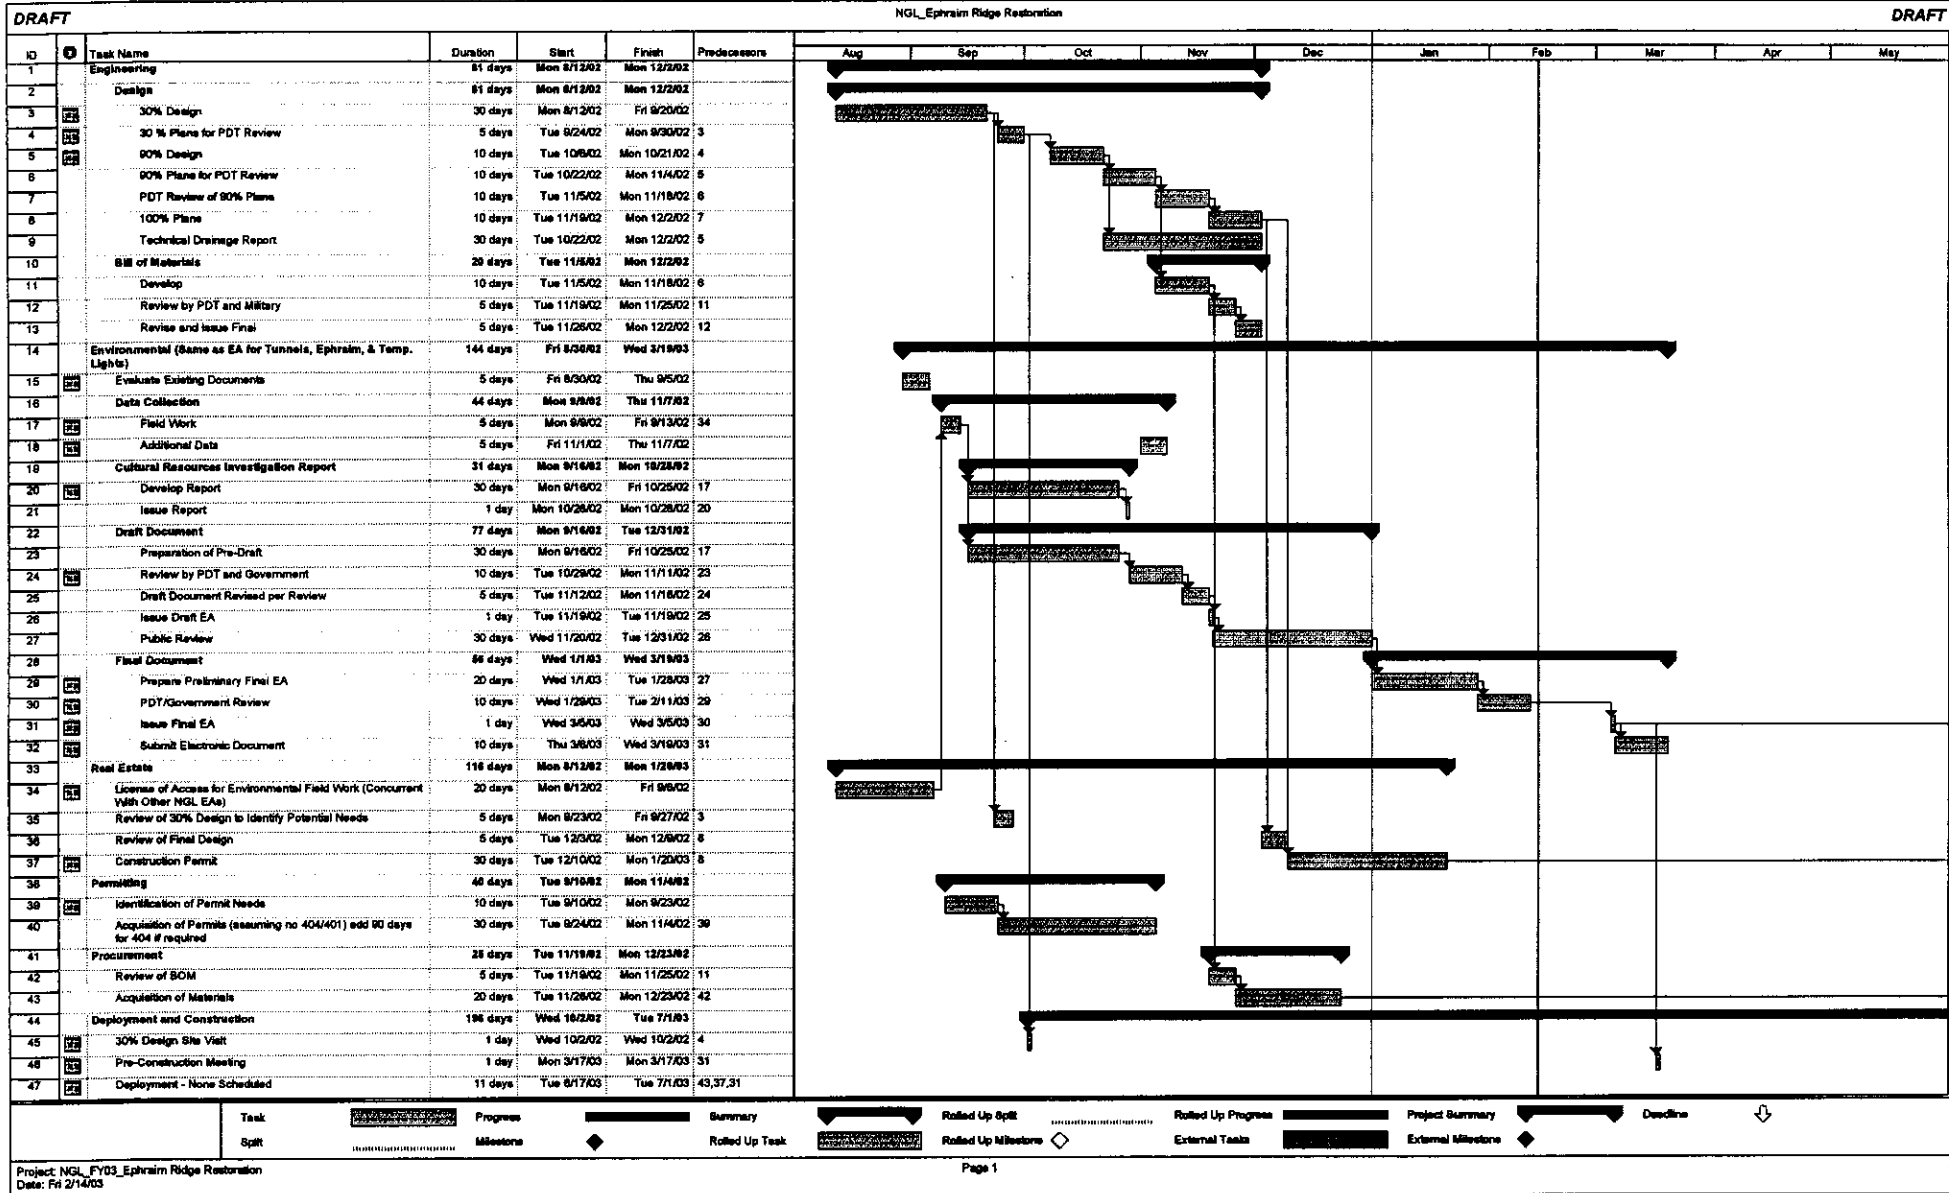 DRAFT NGL_Ephraim Ridge Restoration DRAFT
ID Task Name Duration Start Finish Predecessors Aug Sep Oct Nov Dec Jan Feb Mar Apr May
1 Engineering 81 days Mon 8/12/02 Mon 12/2/02
2 Design 81 days Mon 8/12/02 Mon 12/2/02
3 30% Design 30 days Mon 8/12/02 Fri 9/20/02
4 30 % Plans for PDT Review 5 days Tue 9/24/02 Mon 9/30/02 3
5 90% Design 10 days Tue 10/8/02 Mon 10/21/02 4
6 90% Plans for PDT Review 10 days Tue 10/22/02 Mon 11/4/02 5
7 PDT Review of 90% Plans 10 days Tue 11/5/02 Mon 11/18/02 6
8 100% Plans 10 days Tue 11/19/02 Mon 12/2/02 7
9 Technical Drainage Report 30 days Tue 10/22/02 Mon 12/2/02 5
10 Bill of Materials 20 days Tue 11/5/02 Mon 12/2/02
11 Develop 10 days Tue 11/5/02 Mon 11/18/02 6
12 Review by PDT and Military 5 days Tue 11/19/02 Mon 11/25/02 11
13 Revise and Issue Final 5 days Tue 11/26/02 Mon 12/2/02 12
14 Environmental (Same as EA for Tunnels, Ephraim, & Temp. 144 days Fri 8/30/02 Wed 3/19/03
Lights)
15 Evaluate Existing Documents 5 days Fri 8/30/02 Thu 9/5/02
16 Data Collection 44 days Mon 9/9/02 Thu 11/7/02
17 Field Work 5 days Mon 9/9/02 Fri 9/13/02 34
18 Additional Data 5 days Fri 11/1/02 Thu 11/7/02
19 Cultural Resources Investigation Report 31 days Mon 9/16/02 Mon 10/28/02
20 Develop Report 30 days Mon 9/16/02 Fri 10/25/02 17
21 Issue Report 1 day Mon 10/28/02 Mon 10/28/02 20
22 Draft Document 77 days Mon 9/16/02 Tue 12/31/02
23 Preparation of Pre-Draft 30 days Mon 9/16/02 Fri 10/25/02 17
24 Review by PDT and Government 10 days Tue 10/29/02 Mon 11/11/02 23
25 Draft Document Revised per Review 5 days Tue 11/12/02 Mon 11/18/02 24
26 Issue Draft EA 1 day Tue 11/19/02 Tue 11/19/02 25
27 Public Review 30 days Wed 11/20/02 Tue 12/31/02 26
28 Final Document 56 days Wed 1/1/03 Wed 3/19/03
29 Prepare Preliminary Final EA 20 days Wed 1/1/03 Tue 1/28/03 27
30 PDT/Government Review 10 days Wed 1/29/03 Tue 2/11/03 29
31 Issue Final EA 1 day Wed 3/5/03 Wed 3/5/03 30
32 Submit Electronic Document 10 days Thu 3/6/03 Wed 3/19/03 31
33 Real Estate 116 days Mon 8/12/02 Mon 1/20/03
34 License of Access for Environmental Field Work (Concurrent 20 days Mon 8/12/02 Fri 9/6/02
With Other NGL EAs)
35 Review of 30% Design to Identify Potential Needs 5 days Mon 9/23/02 Fri 9/27/02 3
36 Review of Final Design 5 days Tue 12/3/02 Mon 12/9/02 8
37 Construction Permit 30 days Tue 12/10/02 Mon 1/20/03 8
38 Permitting 40 days Tue 9/10/02 Mon 11/4/02
39 Identification of Permit Needs 10 days Tue 9/10/02 Mon 9/23/02
40 Acquisition of Permits (assuming no 404/401) add 90 days 30 days Tue 9/24/02 Mon 11/4/02 39
for 404 if required
41 Procurement 25 days Tue 11/19/02 Mon 12/23/02
42 Review of BOM 5 days Tue 11/19/02 Mon 11/25/02 11
43 Acquisition of Materials 20 days Tue 11/26/02 Mon 12/23/02 42
44 Deployment and Construction 195 days Wed 10/2/02 Tue 7/1/03
45 30% Design Site Visit 1 day Wed 10/2/02 Wed 10/2/02 4
46 Pre-Construction Meeting 1 day Mon 3/17/03 Mon 3/17/03 31
47 Deployment - None Scheduled 11 days Tue 6/17/03 Tue 7/1/03 43,37,31
Task Progress Summary Rolled Up Split Rolled Up Progress Project Summary Deadline
Split Milestone Rolled Up Task Rolled Up Milestone External Tasks External Milestone
Project: NGL_FY03_Ephraim Ridge Restoration Page 1
Date: Fri 2/14/03